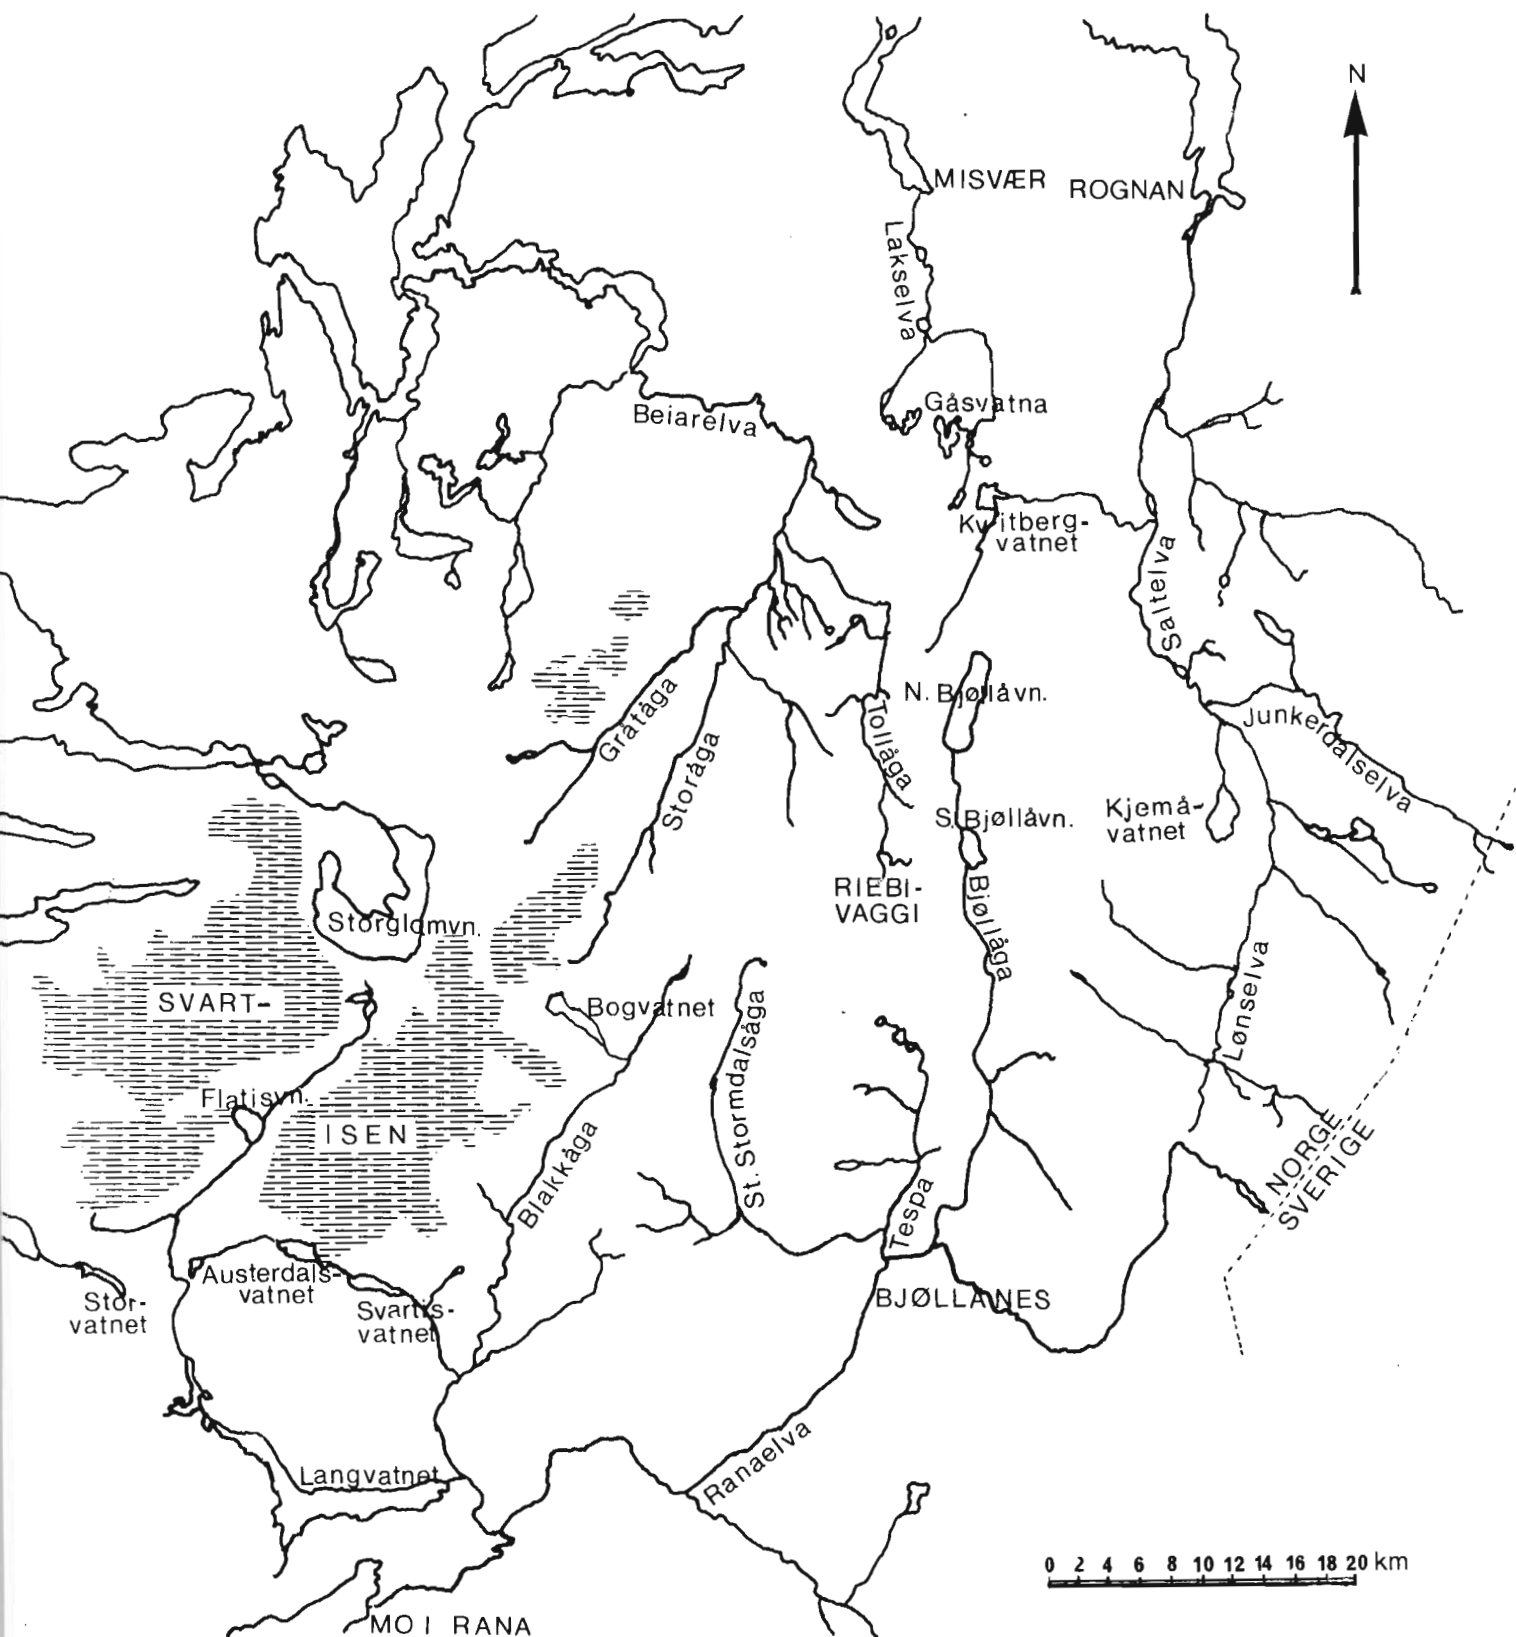 N
MISVÆR
ROGNAN
Lakselva
Gåsvatna
Beiarelva
Kvitberg-
vatnet
Saltelva
N. Bjøllåvn.
Junkerdalselva
Gråtåga
Storåga
Tollåga
S. Bjøllåvn.
Kjemå-
vatnet
RIEBI-
VAGGI
Bjøllåga
Storglomvn.
Lønselva
SVART-
Bogvatnet
St. Stormdalsåga
Flatisvn.
ISEN
Blakkåga
Tespa
NORGE
SVERIGE
Austerdals-
vatnet
Stor-
vatnet
Svartis-
vatnet
BJØLLANES
Langvatnet
Ranaelva
0 2 4 6 8 10 12 14 16 18 20 km
MO I RANA